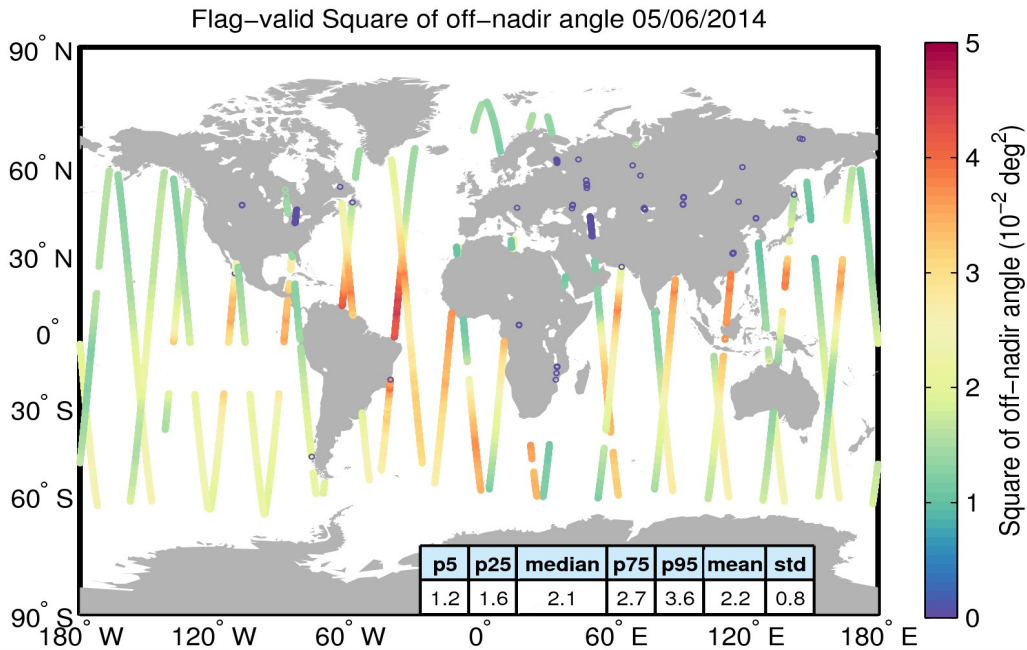 Flag−valid Square of off−nadir angle 05/06/2014
90° N
60° N
30° N
0°
30° S
60° S
90° S
180° W
120° W
60° W
0°
60° E
120° E
180° E
p5 p25 median p75 p95 mean std
1.2 1.6 2.1 2.7 3.6 2.2 0.8
5
4
3
2
1
0
Square of off−nadir angle (10⁻² deg²)